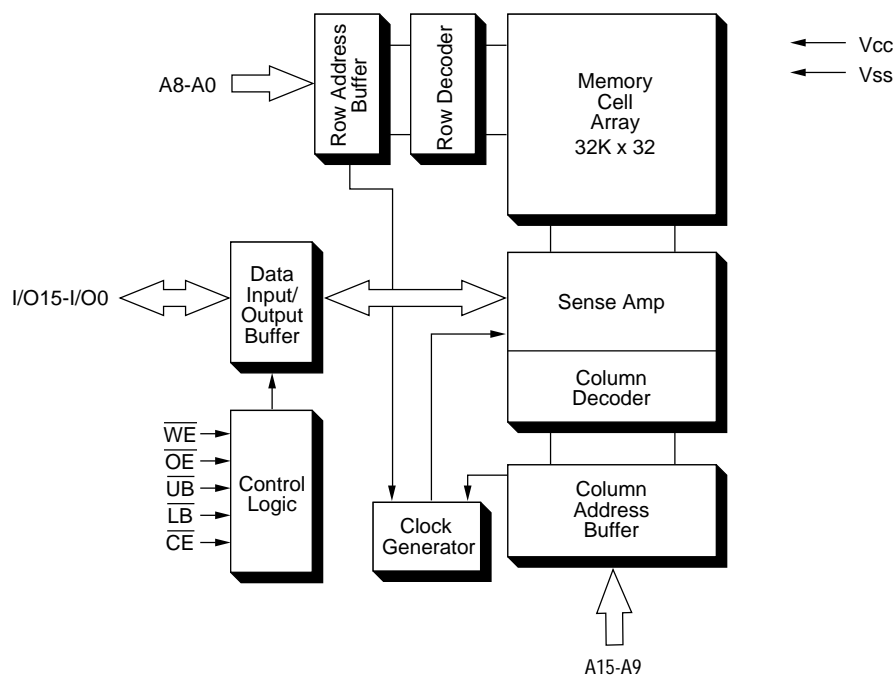 A8-A0
Row Address
Buffer
Row Decoder
Memory
Cell
Array
32K x 32
Vcc
Vss
I/O15-I/O0
Data
Input/
Output
Buffer
Sense Amp
Column
Decoder
WE
OE
UB
LB
CE
Control
Logic
Clock
Generator
Column
Address
Buffer
A15-A9